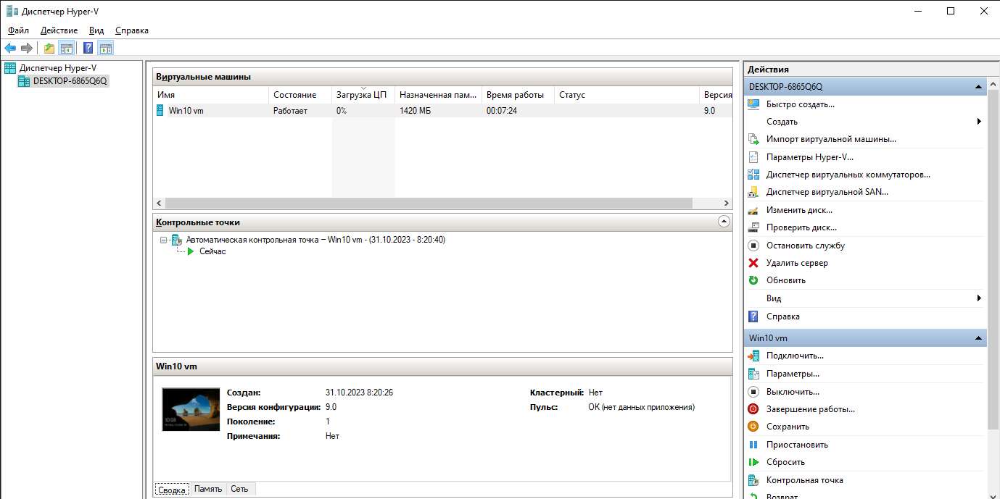 Диспетчер Hyper-V
Файл Действие Вид Справка
Диспетчер Hyper-V
DESKTOP-6865Q6Q
Виртуальные машины
Имя Состояние Загрузка ЦП Назначенная пам... Время работы Статус Версия
Win10 vm Работает 0% 1420 МБ 00:07:24 9.0
Контрольные точки
Автоматическая контрольная точка – Win10 vm - (31.10.2023 - 8:20:40)
Сейчас
Win10 vm
Создан: 31.10.2023 8:20:26 Кластерный: Нет
Версия конфигурации: 9.0 Пульс: ОК (нет данных приложения)
Поколение: 1
Примечания: Нет
10:08
Сводка Память Сеть
Действия
DESKTOP-6865Q6Q
Быстро создать...
Создать
Импорт виртуальной машины...
Параметры Hyper-V...
Диспетчер виртуальных коммутаторов...
Диспетчер виртуальной SAN...
Изменить диск...
Проверить диск...
Остановить службу
Удалить сервер
Обновить
Вид
Справка
Win10 vm
Подключить...
Параметры...
Выключить...
Завершение работы...
Сохранить
Приостановить
Сбросить
Контрольная точка
Возврат